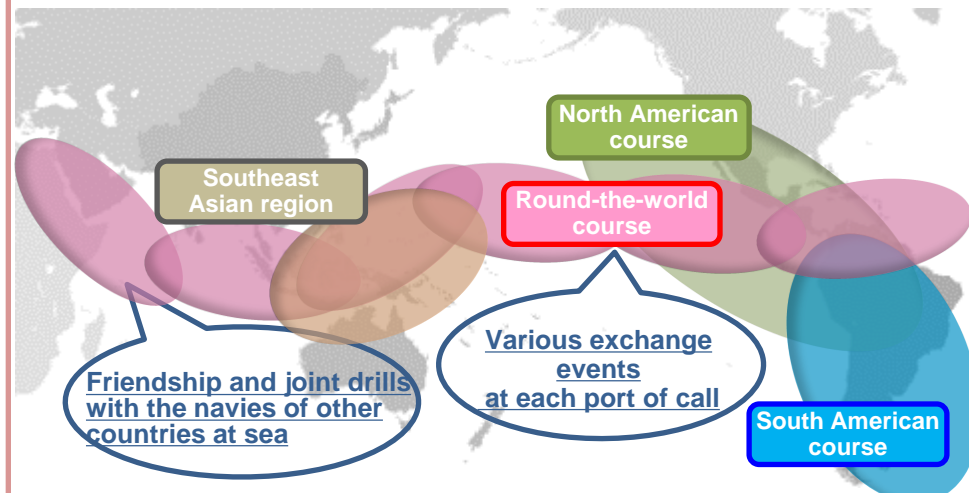 North American
course
Southeast
Asian region
Round-the-world
course
Various exchange
events
at each port of call
Friendship and joint drills
with the navies of other
countries at sea
South American
course